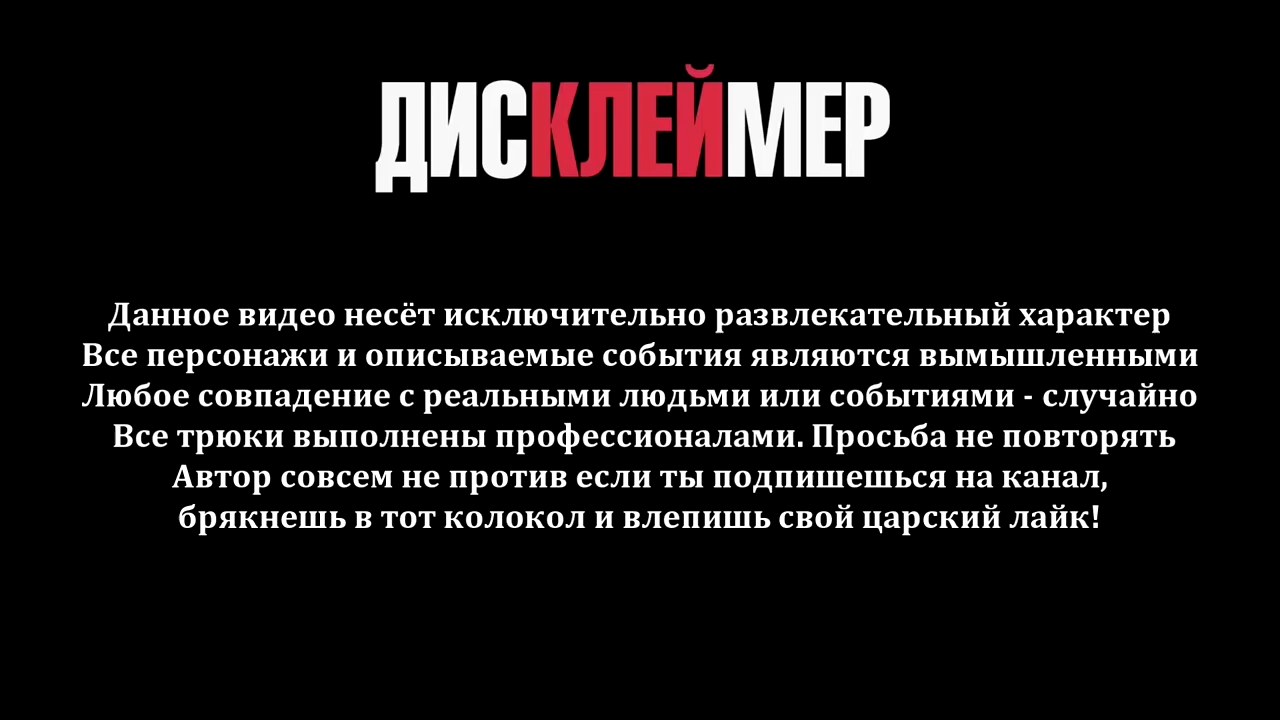 ДИСКЛЕЙМЕР
Данное видео несёт исключительно развлекательный характер
Все персонажи и описываемые события являются вымышленными
Любое совпадение с реальными людьми или событиями - случайно
Все трюки выполнены профессионалами. Просьба не повторять
Автор совсем не против если ты подпишешься на канал,
брякнешь в тот колокол и влепишь свой царский лайк!